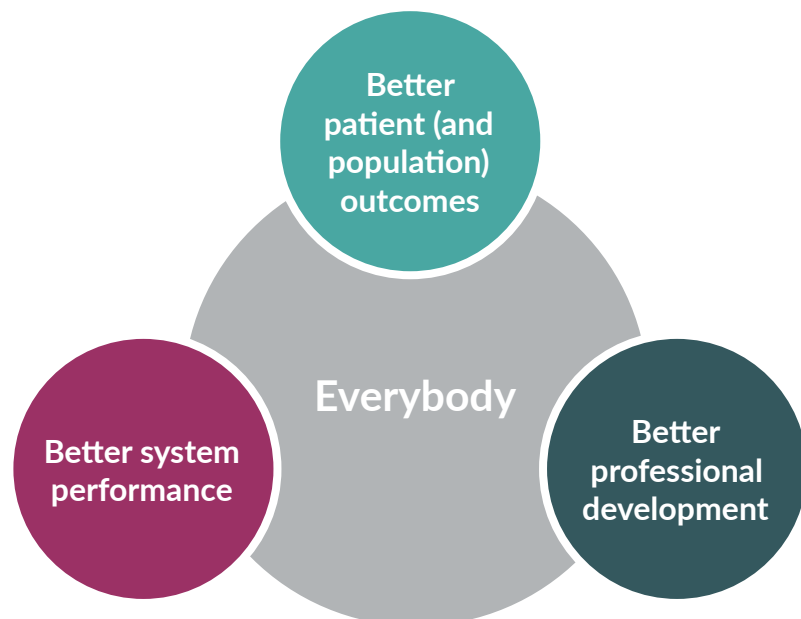 Better
patient (and
population)
outcomes
Everybody
Better system
performance
Better
professional
development